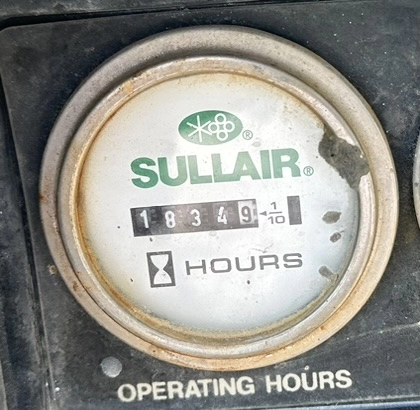 ®
SULLAIR®
18349 1/10
HOURS
OPERATING HOURS